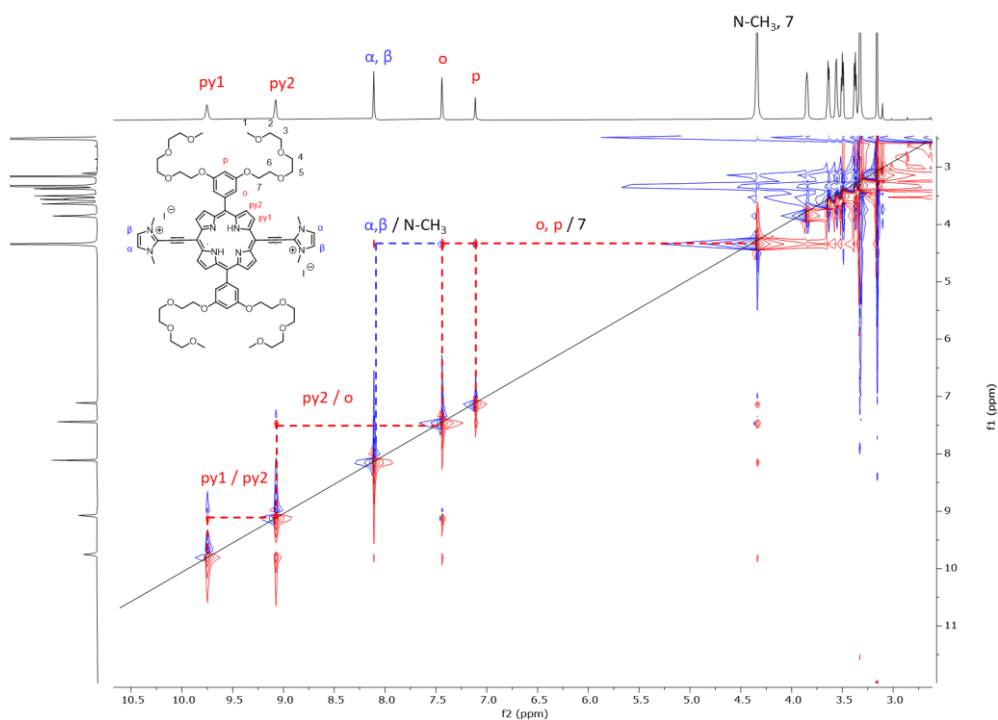 N-CH₃, 7
α, β
o
py1
py2
p
1 2 3
4
5
6
7
p
o
py2
py1
I⊖
β
α
N
N
N
HN
NH
N
N
N
⊕
α
β
I⊖
O
O
O
O
O
O
O
O
O
O
O
O
α,β / N-CH₃
o, p / 7
py2 / o
py1 / py2
3
4
5
6
7
8
9
10
11
f1 (ppm)
10.5 10.0 9.5 9.0 8.5 8.0 7.5 7.0 6.5 6.0 5.5 5.0 4.5 4.0 3.5 3.0
f2 (ppm)